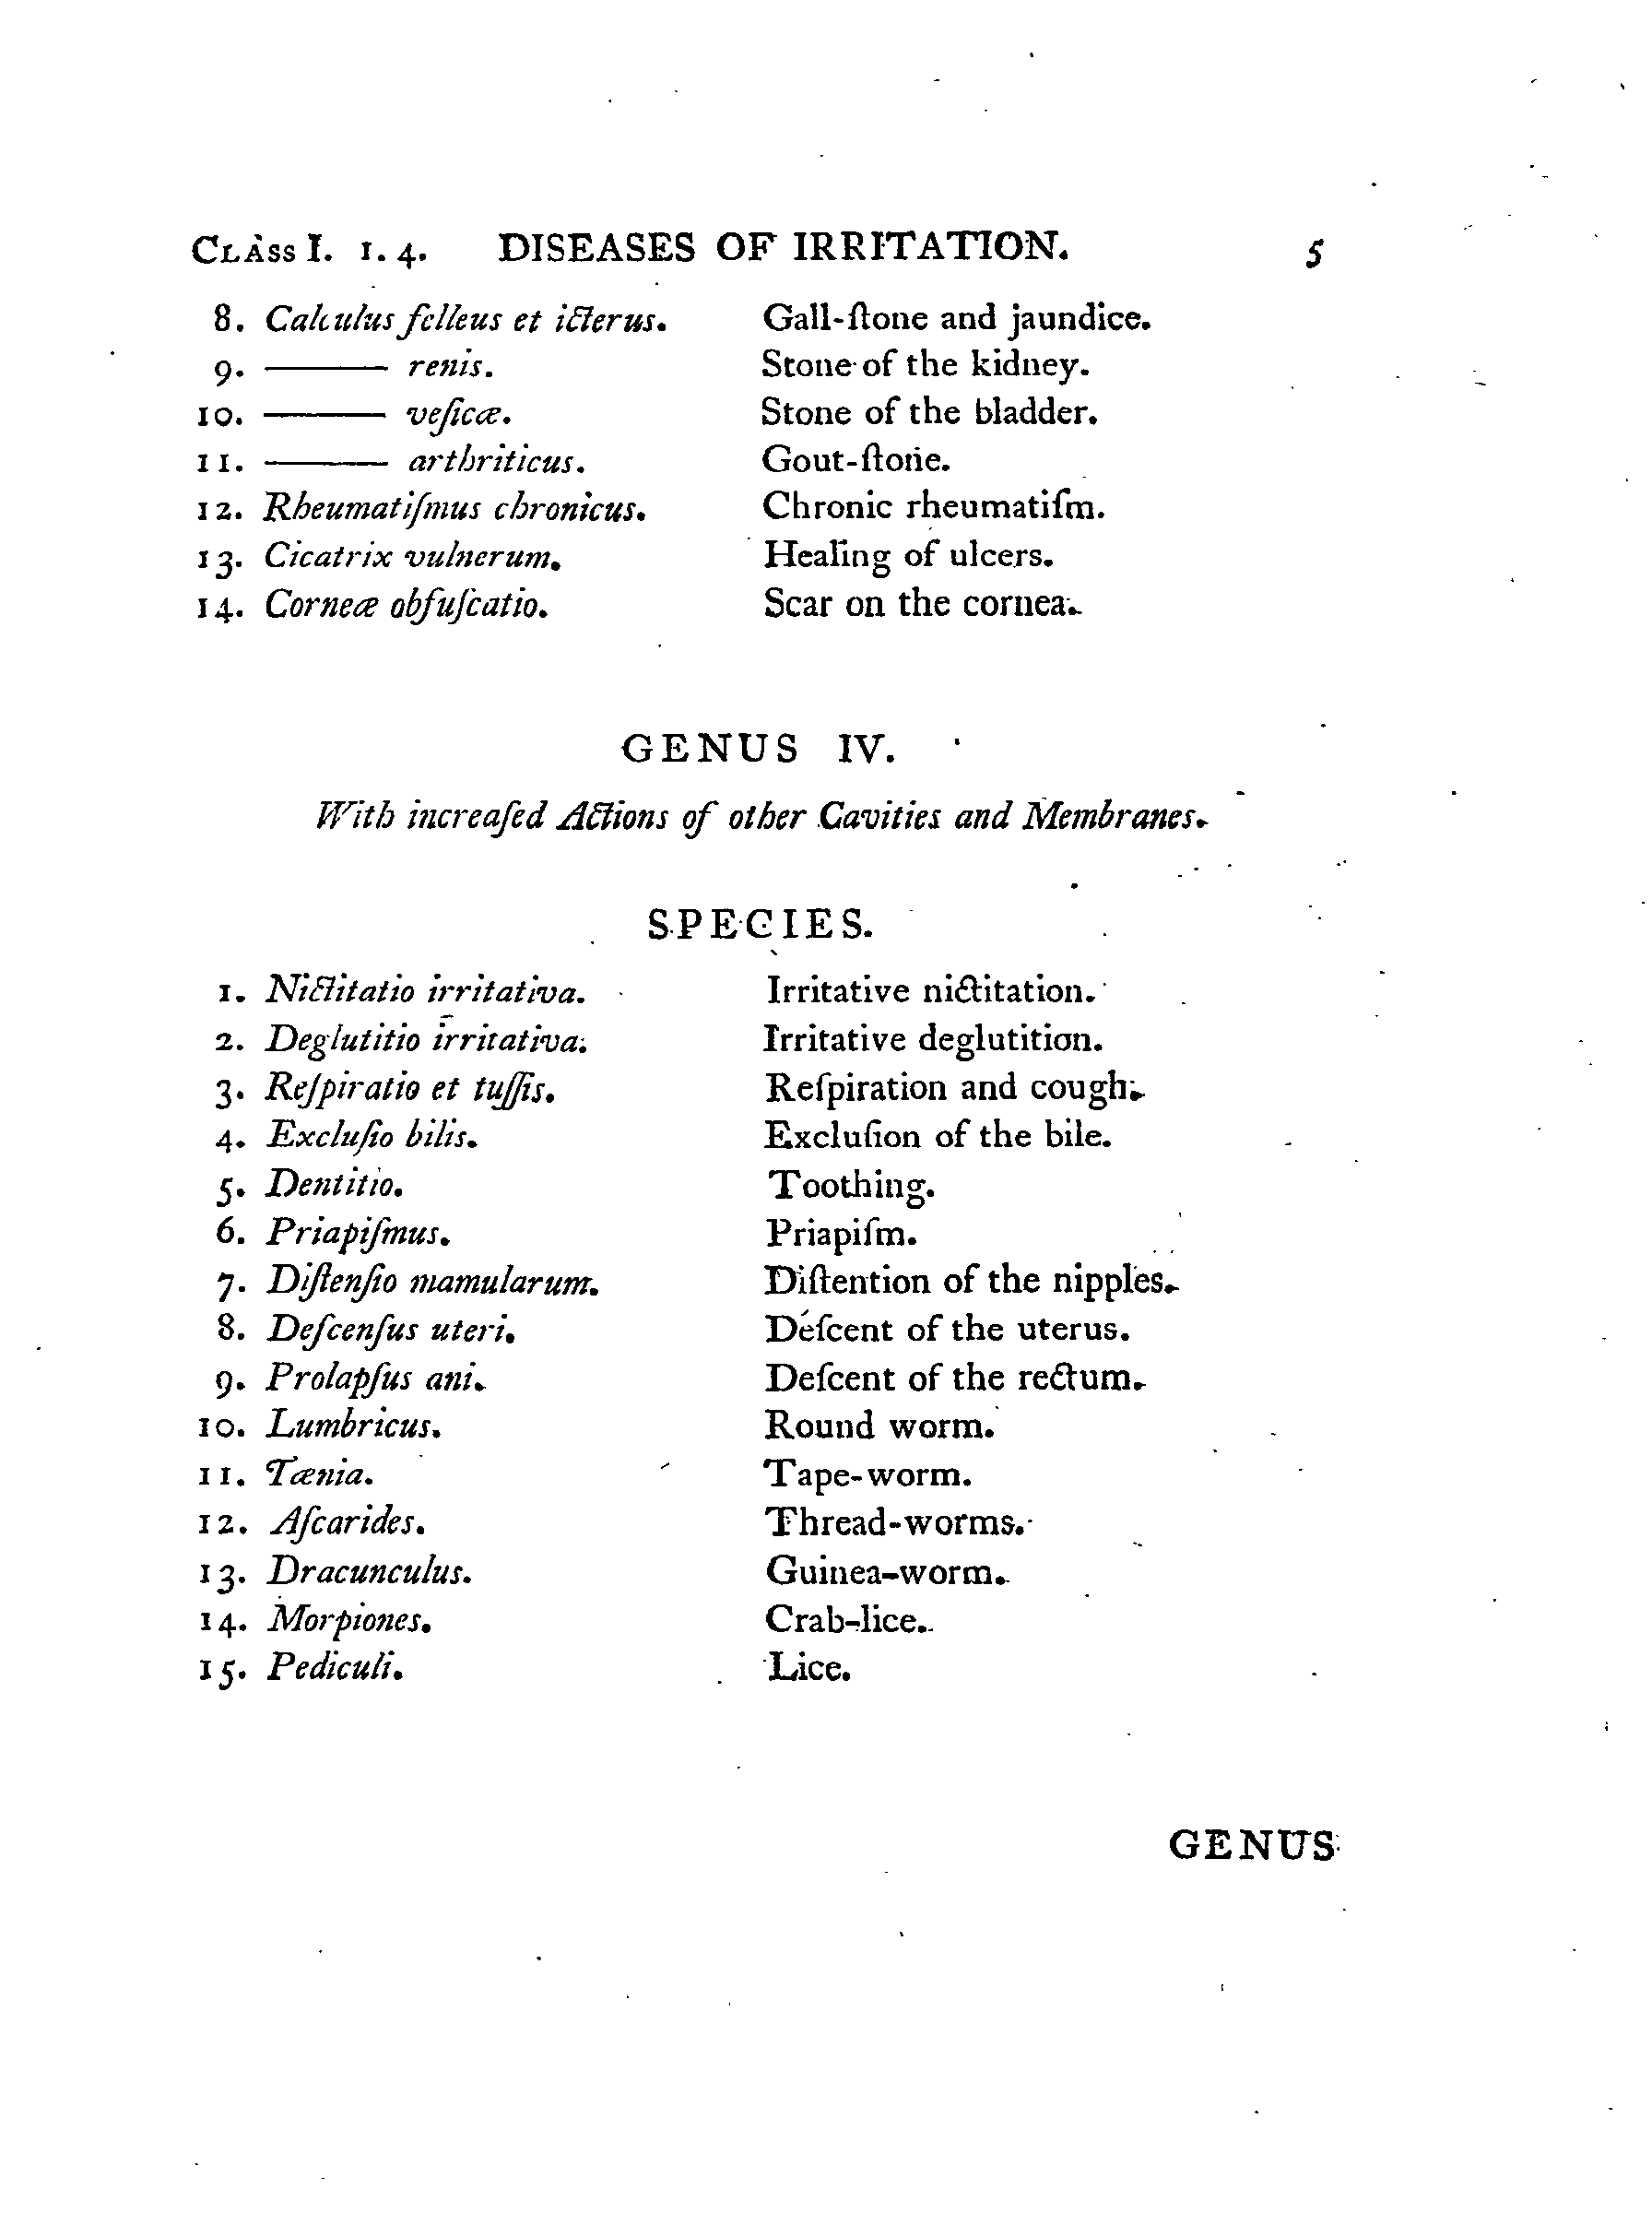 CLASS I. 1. 4. DISEASES OF IRRITATION. 5
8. Calculus felleus et icterus. Gall-ſtone and jaundice.
9. ——— renis. Stone of the kidney.
10. ——— veſicæ. Stone of the bladder.
11. ——— arthriticus. Gout-ſtone.
12. Rheumatiſmus chronicus. Chronic rheumatiſm.
13. Cicatrix vulnerum. Healing of ulcers.
14. Corneæ obfuſcatio. Scar on the cornea.
GENUS IV.
With increaſed Actions of other Cavities and Membranes.
SPECIES.
1. Nictitatio irritativa. Irritative nictitation.
2. Deglutitio irritativa. Irritative deglutition.
3. Reſpiratio et tuſſis. Reſpiration and cough.
4. Excluſio bilis. Excluſion of the bile.
5. Dentitio. Toothing.
6. Priapiſmus. Priapiſm.
7. Diſtenſio mamularum. Diſtention of the nipples.
8. Deſcenſus uteri. Deſcent of the uterus.
9. Prolapſus ani. Deſcent of the rectum.
10. Lumbricus. Round worm.
11. Tænia. Tape-worm.
12. Aſcarides. Thread-worms.
13. Dracunculus. Guinea-worm.
14. Morpiones. Crab-lice.
15. Pediculi. Lice.
GENUS